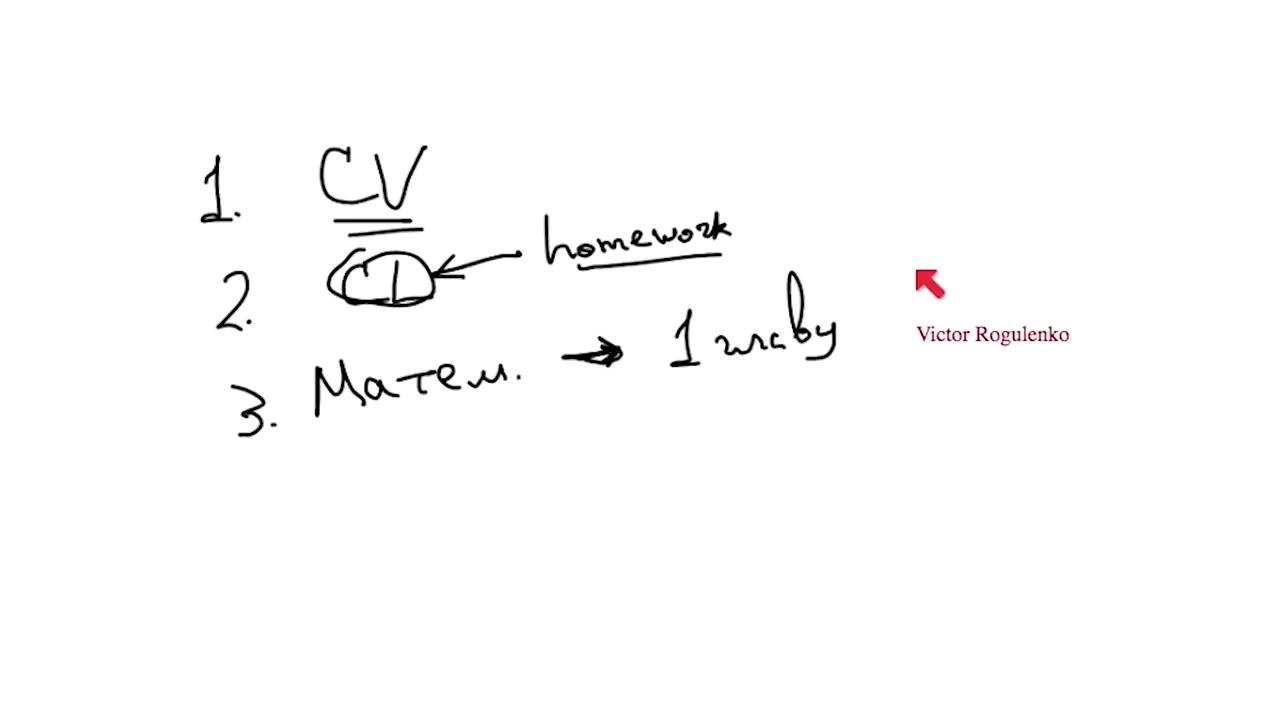 1. CV
2. CL ← homework
3. Матем. → 1 главу
Victor Rogulenko